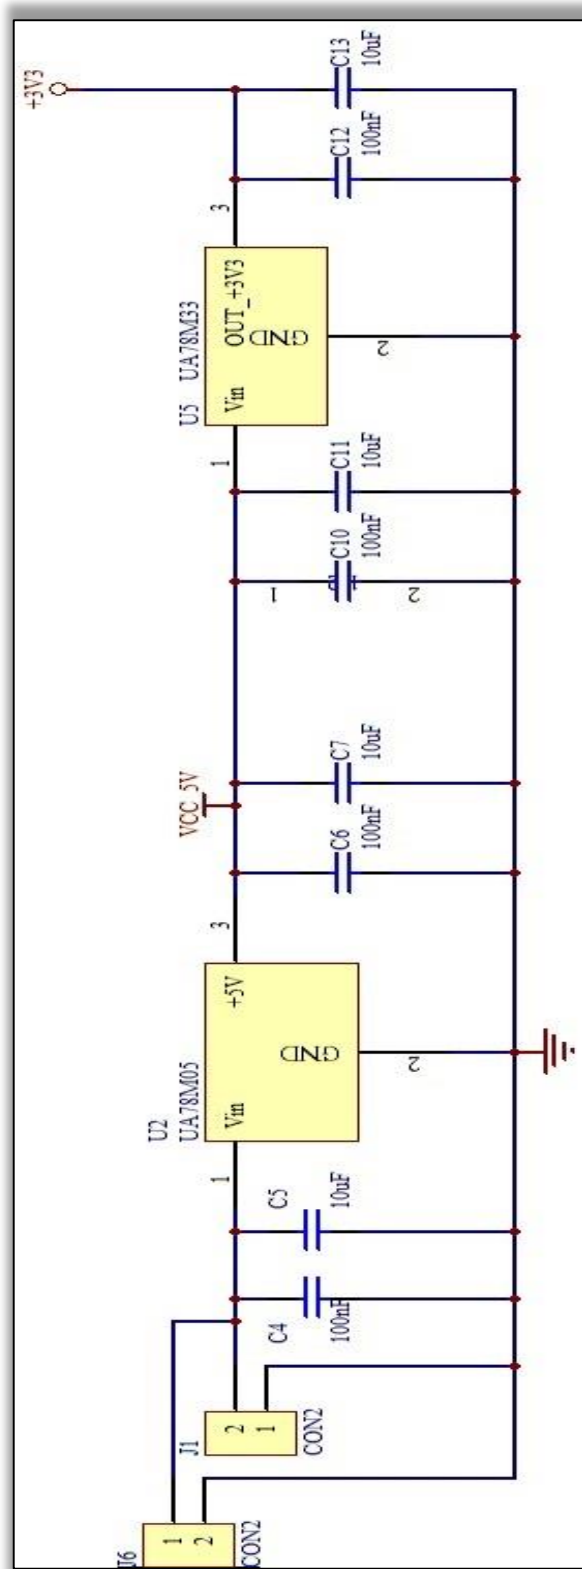 J6
1
2
CON2
J1
2
1
CON2
C4
100nF
C5
10uF
U2
UA78M05
1
Vin
GND
+5V
2
3
C6
100nF
VCC_5V
C7
10uF
1
C10
100nF
2
C11
10uF
U5
UA78M33
1
Vin
GND
OUT_+3V3
2
3
C12
100nF
C13
10uF
+3V3